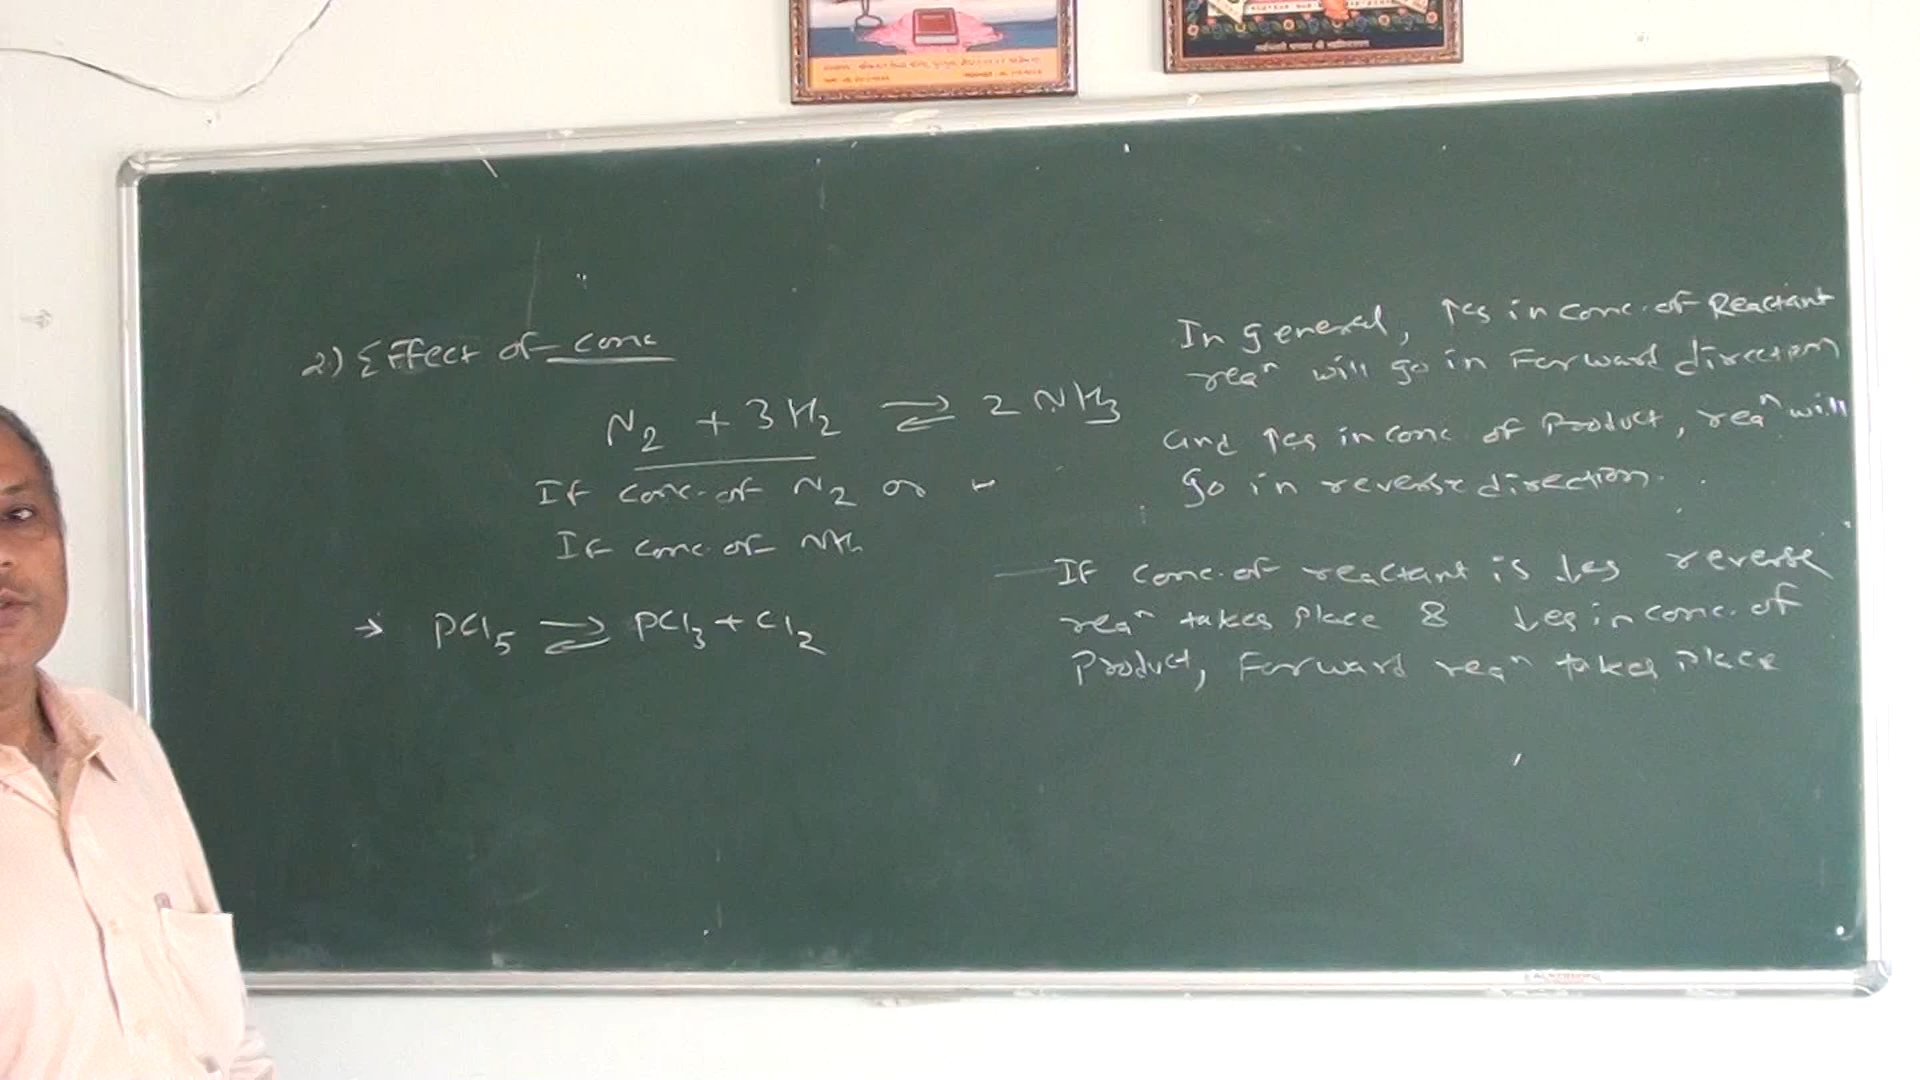 2) Effect of conc
N2 + 3H2 ⇌ 2NH3
If conc. of N2 or
If conc. of NH3
→ PCl5 ⇌ PCl3 + Cl2
In general, ↑es in conc. of Reactant
reaⁿ will go in Forward direction
and ↑es in conc of Product, reaⁿ will
go in reverse direction.
If conc. of reactant is ↓es reverse
reaⁿ takes place & ↓es in conc. of
Product, Forward reaⁿ takes place